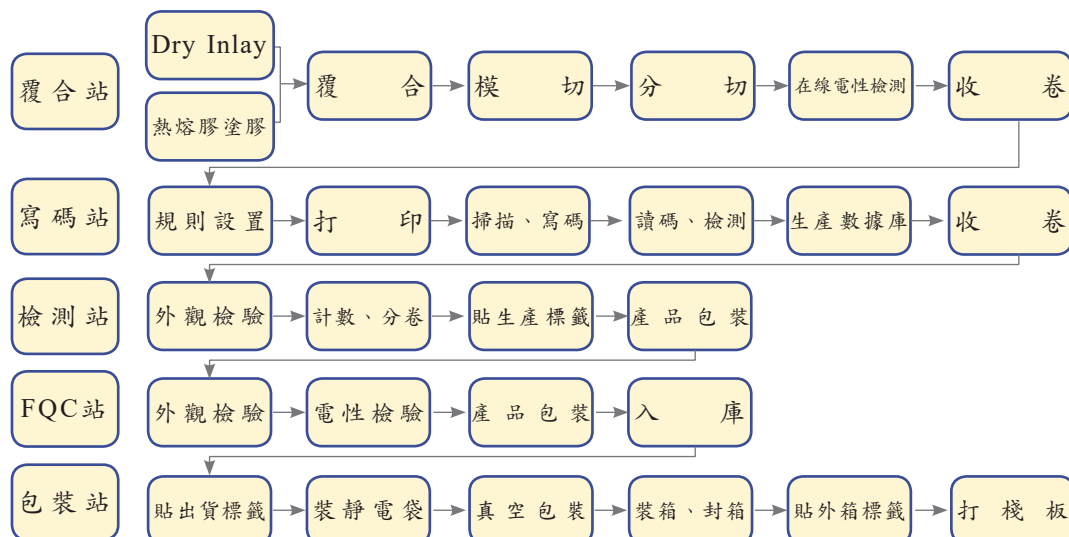 覆合站
Dry Inlay
熱熔膠塗膠
覆合
模切
分切
在線電性檢測
收卷
寫碼站
規則設置
打印
掃描、寫碼
讀碼、檢測
生產數據庫
收卷
檢測站
外觀檢驗
計數、分卷
貼生產標籤
產品包裝
FQC站
外觀檢驗
電性檢驗
產品包裝
入庫
包裝站
貼出貨標籤
裝靜電袋
真空包裝
裝箱、封箱
貼外箱標籤
打棧板